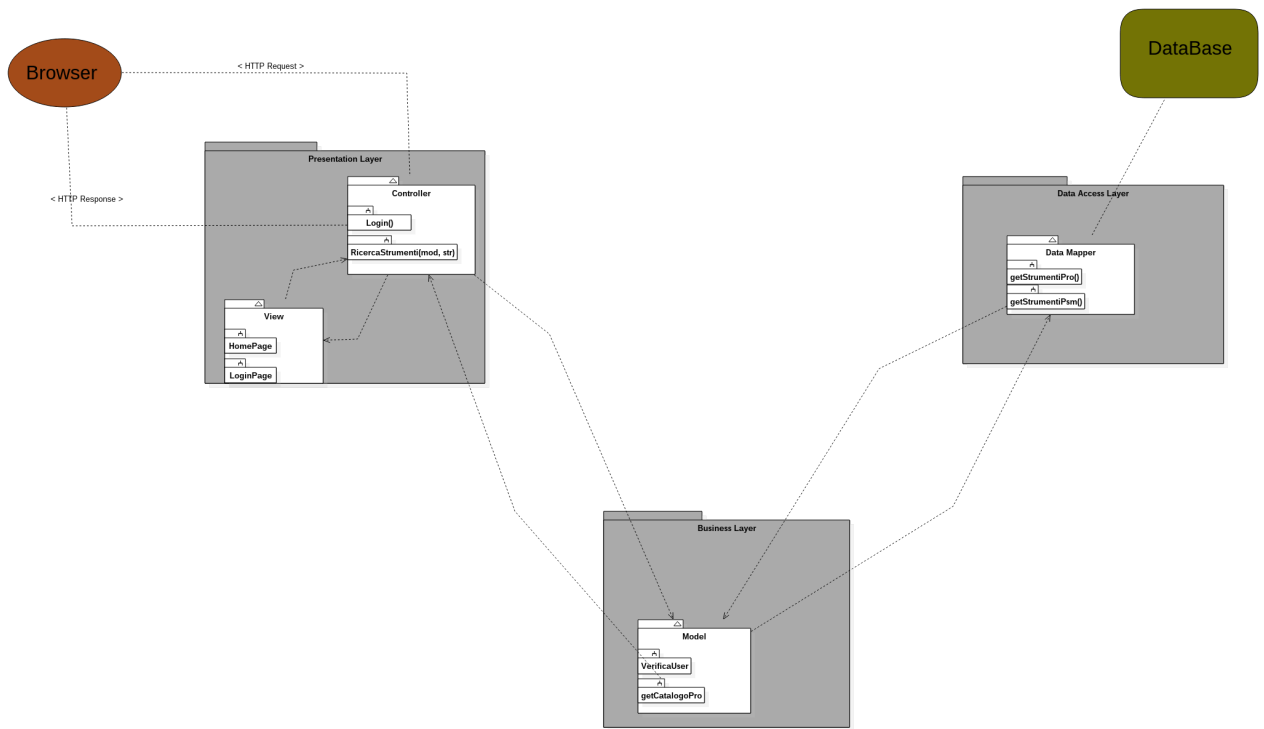 Browser
DataBase
< HTTP Request >
Presentation Layer
Controller
Login()
RicercaStrumenti(mod, str)
< HTTP Response >
View
HomePage
LoginPage
Data Access Layer
Data Mapper
getStrumentiPro()
getStrumentiPsm()
Business Layer
Model
VerificaUser
getCatalogoPro